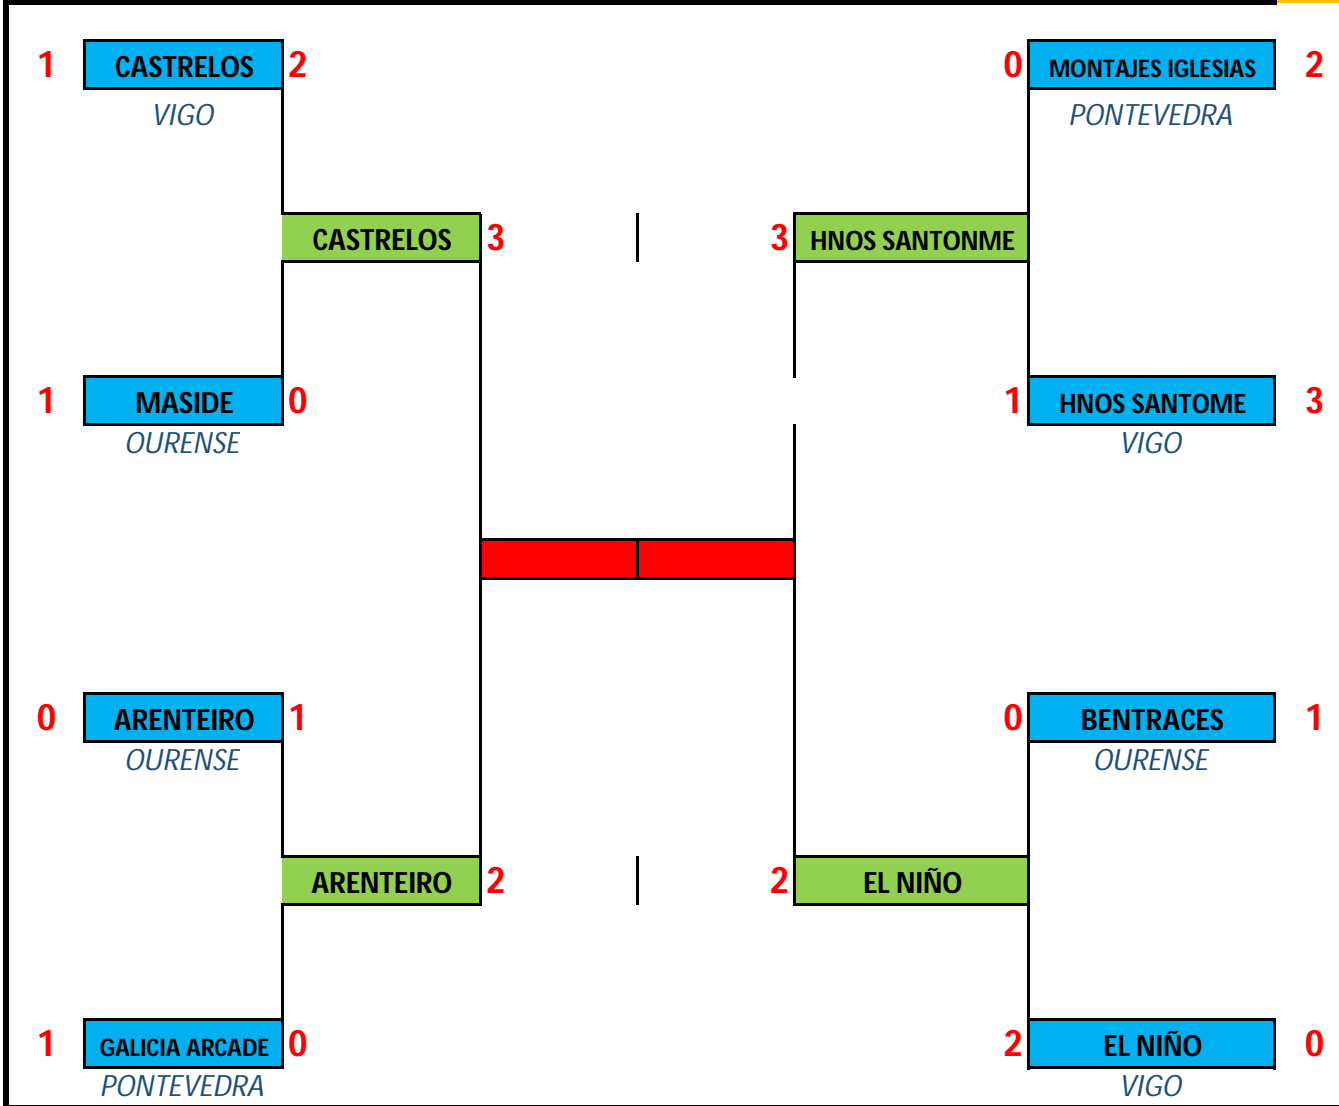 1 CASTRELOS 2 0 MONTAJES IGLESIAS 2
VIGO PONTEVEDRA
CASTRELOS 3 3 HNOS SANTONME
1 MASIDE 0 1 HNOS SANTOME 3
OURENSE VIGO
0 ARENTEIRO 1 0 BENTRACES 1
OURENSE OURENSE
ARENTEIRO 2 2 EL NIÑO
1 GALICIA ARCADE 0 2 EL NIÑO 0
PONTEVEDRA VIGO